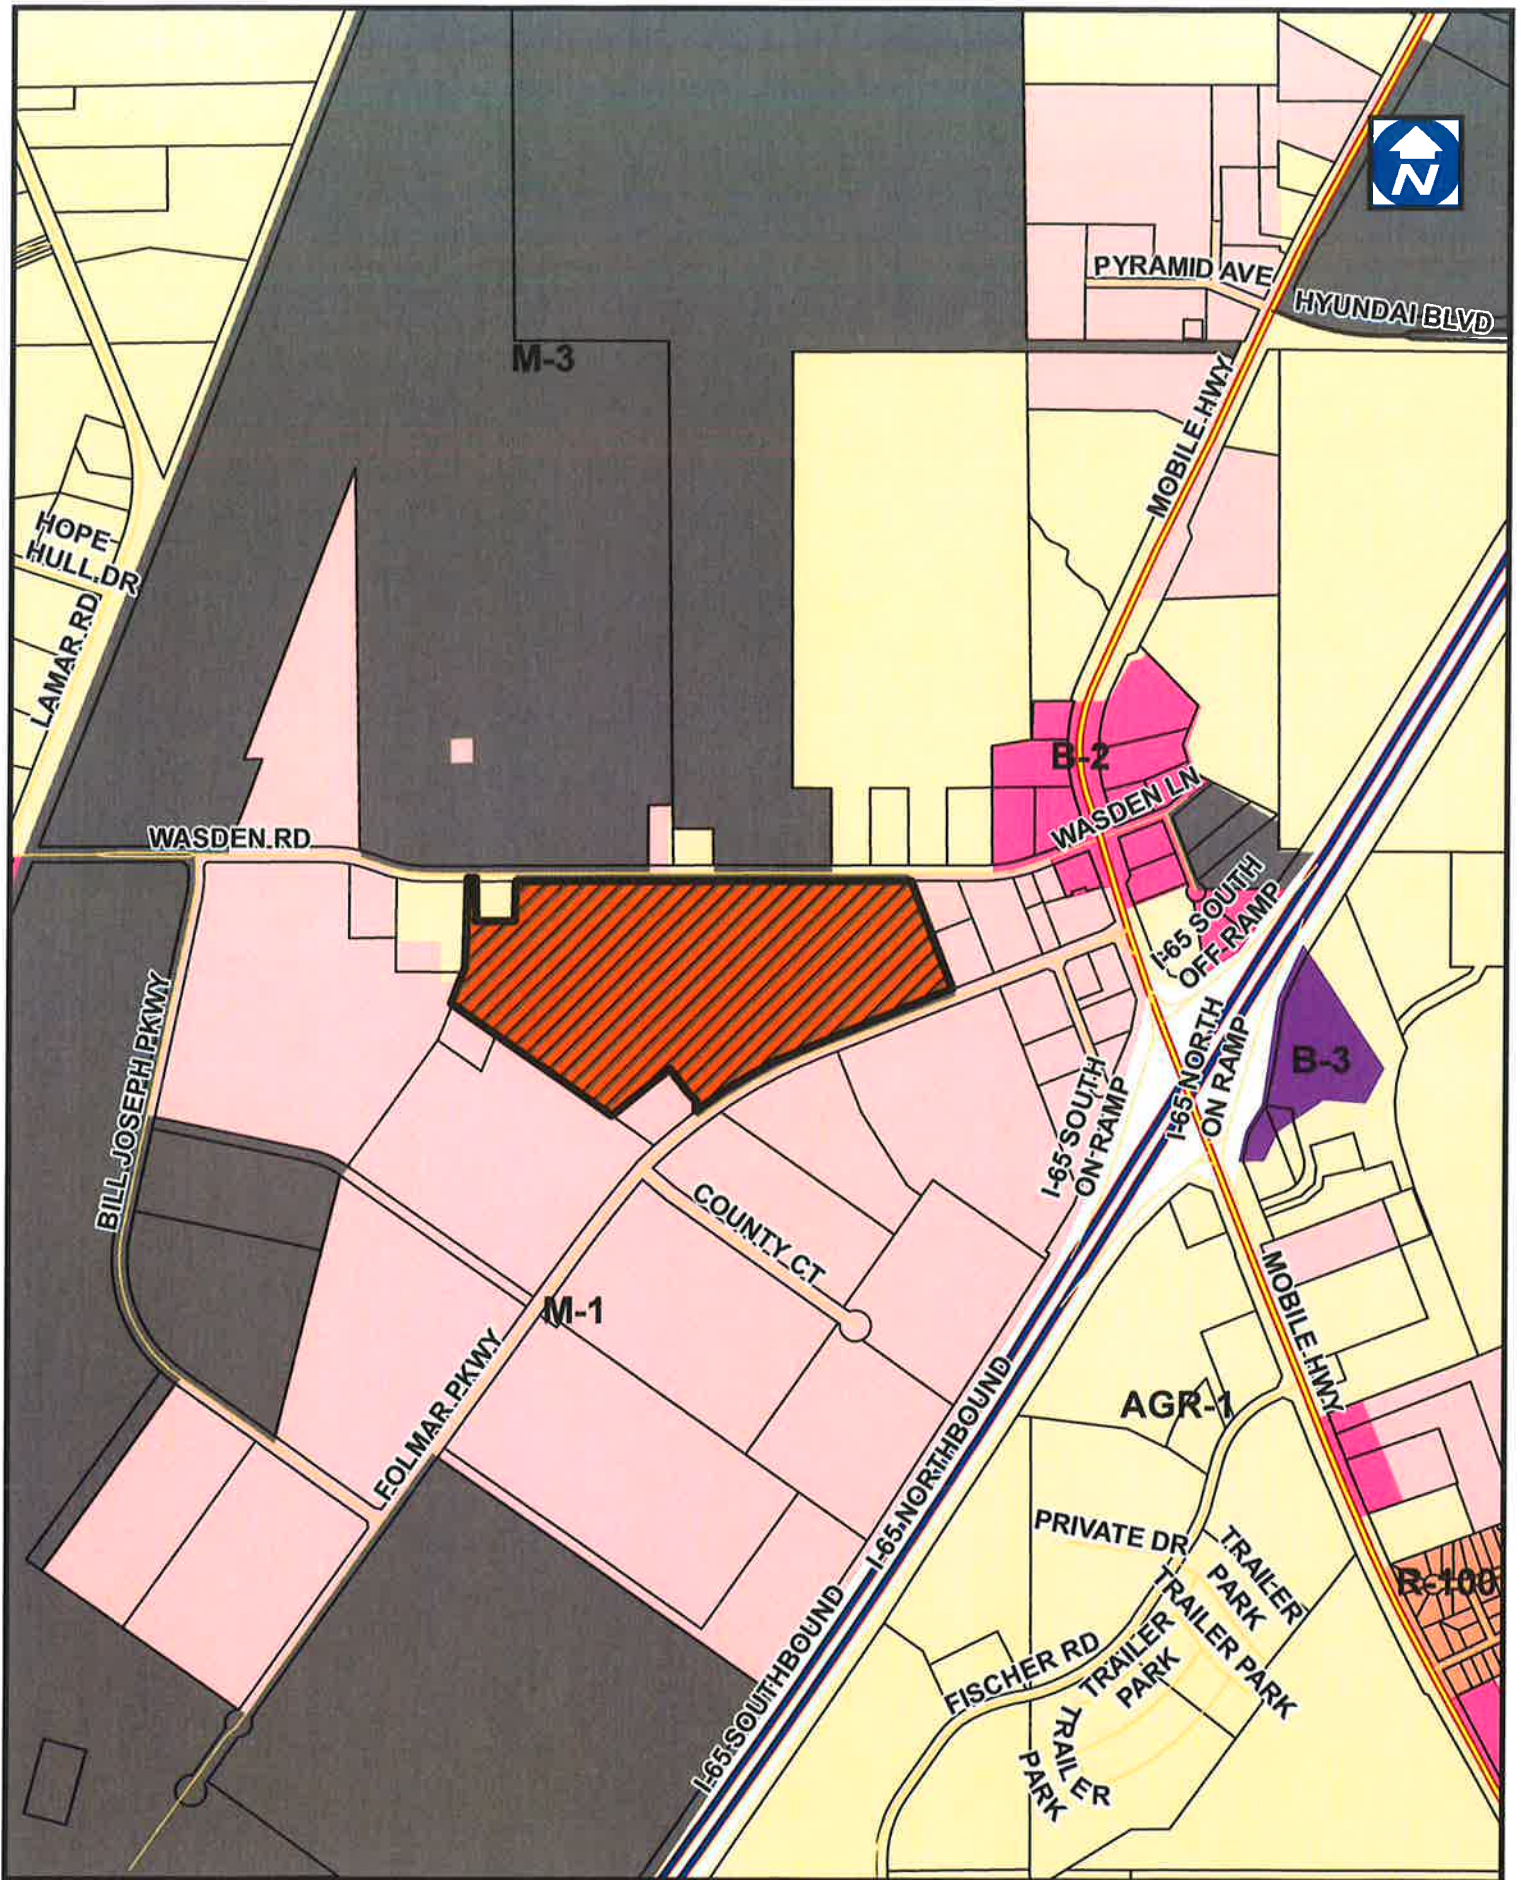 N
PYRAMID AVE
HYUNDAI BLVD
M-3
MOBILE HWY
HOPE
HULL DR
LAMAR RD
B-2
WASDEN LN
WASDEN RD
I-65 SOUTH
OFF RAMP
BILL JOSEPH PKWY
I-65 NORTH
ON RAMP
B-3
I-65 SOUTH
ON RAMP
COUNTY CT
M-1
MOBILE HWY
FOLMAR PKWY
AGR-1
I-65 NORTHBOUND
PRIVATE DR
TRAILER
PARK
R-100
TRAILER PARK
TRAILER
PARK
FISCHER RD
I-65 SOUTHBOUND
TRAILER
PARK